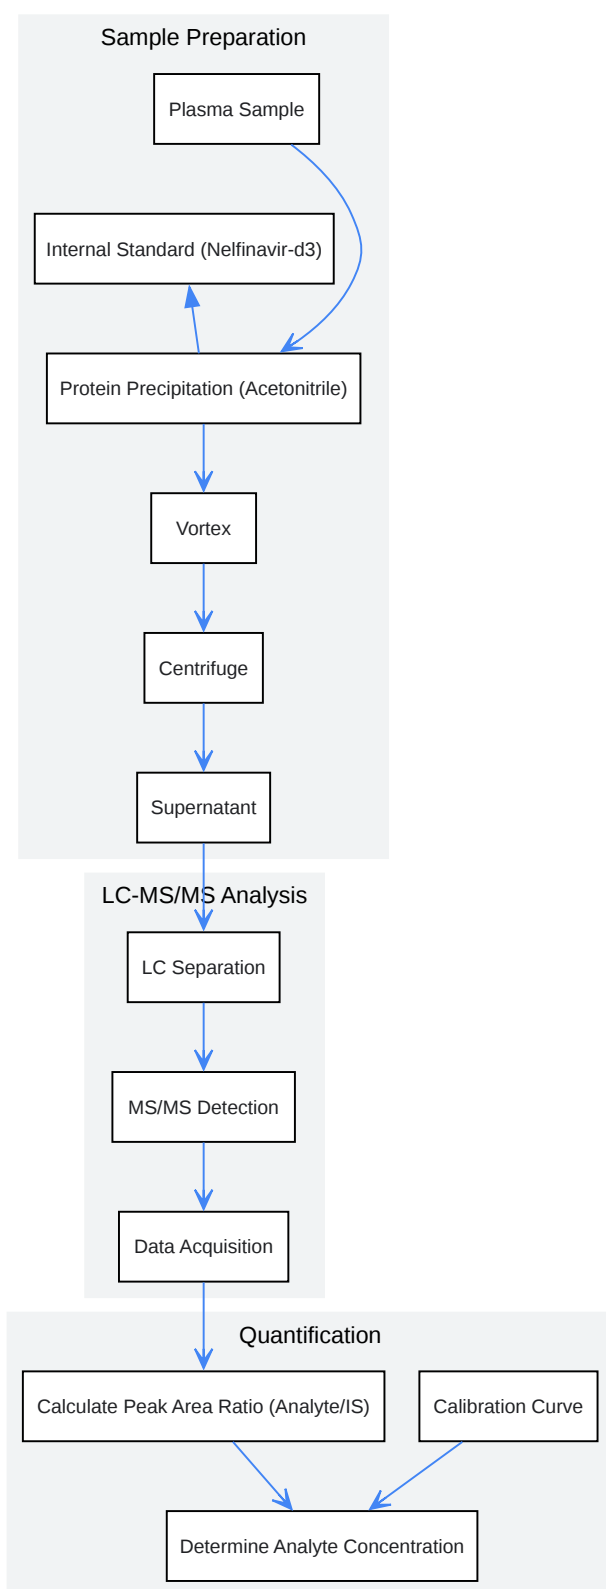 Sample Preparation
Plasma Sample
Internal Standard (Nelfinavir-d3)
Protein Precipitation (Acetonitrile)
Vortex
Centrifuge
Supernatant
LC-MS/MS Analysis
LC Separation
MS/MS Detection
Data Acquisition
Quantification
Calculate Peak Area Ratio (Analyte/IS)
Calibration Curve
Determine Analyte Concentration